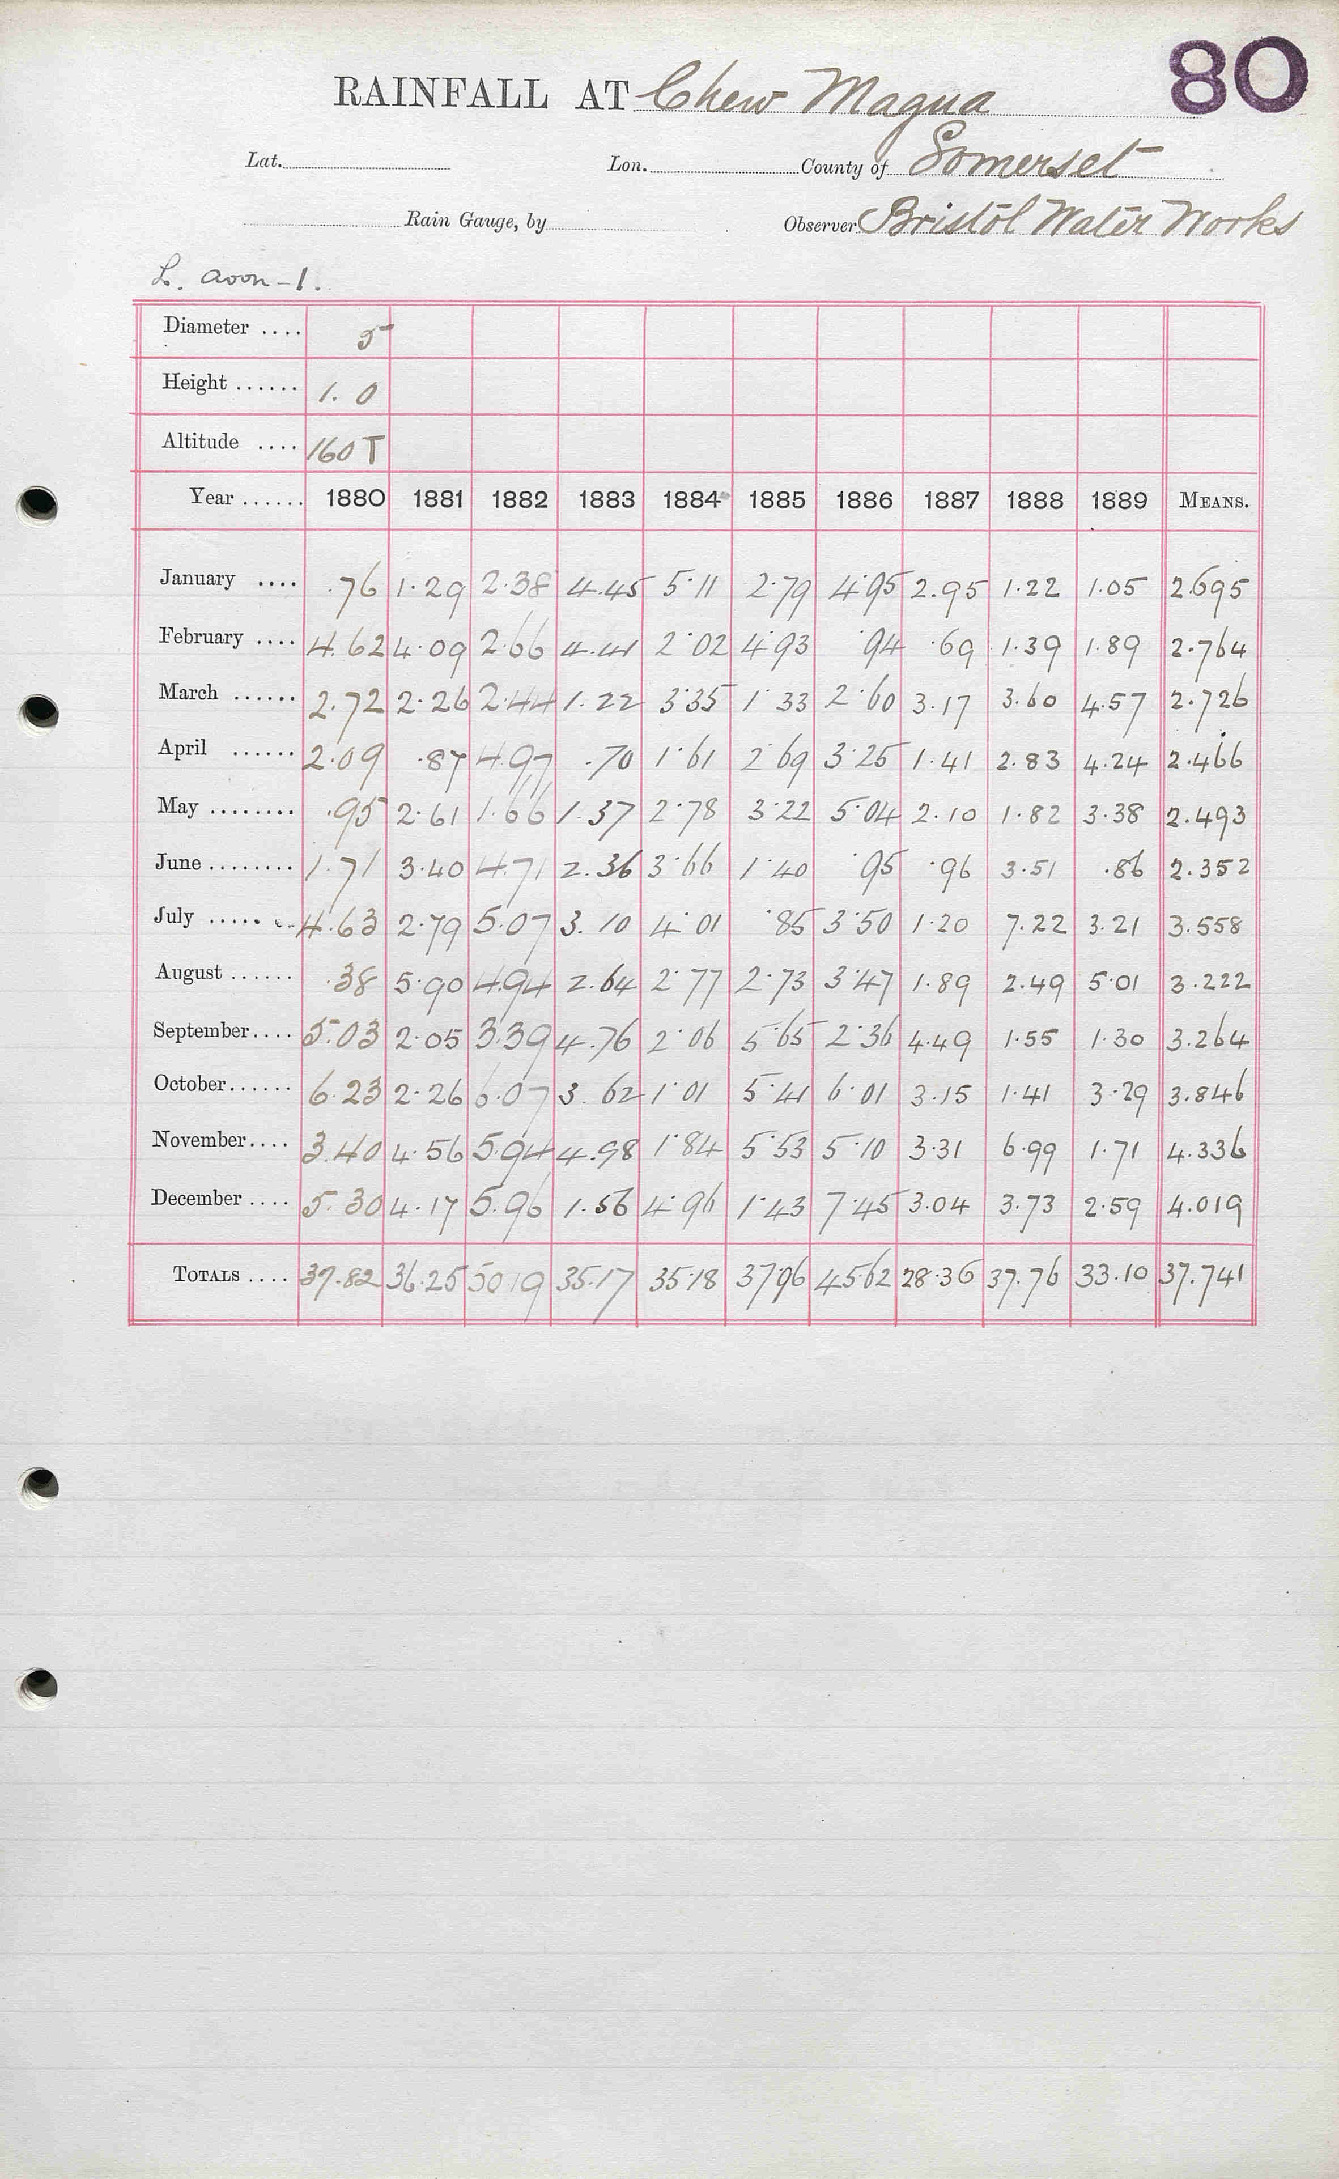 80
RAINFALL AT Chew Magna
Lat. Lon. County of Somerset
Rain Gauge, by Observer Bristol Water Works
L. Avon - 1.
Diameter .... 5
Height ...... 1.0
Altitude .... 160 T
Year ...... 1880 1881 1882 1883 1884 1885 1886 1887 1888 1889 MEANS.
January .... .76 1.29 2.38 4.45 5.11 2.79 4.95 2.95 1.22 1.05 2.695
February .... 4.62 4.09 2.66 4.41 2.02 4.93 .94 .69 1.39 1.89 2.764
March ...... 2.72 2.26 2.44 1.22 3.35 1.33 2.60 3.17 3.60 4.57 2.726
April ...... 2.09 .87 4.97 .70 1.61 2.69 3.25 1.41 2.83 4.24 2.466
May ........ .95 2.61 1.66 1.37 2.78 3.22 5.04 2.10 1.82 3.38 2.493
June ........ 1.71 3.40 4.71 2.36 3.66 1.40 .95 .96 3.51 .86 2.352
July ........ 4.63 2.79 5.07 3.10 4.01 .85 3.50 1.20 7.22 3.21 3.558
August ...... .38 5.90 4.94 2.64 2.77 2.73 3.47 1.89 2.49 5.01 3.222
September.... 5.03 2.05 3.39 4.76 2.06 5.65 2.36 4.49 1.55 1.30 3.264
October...... 6.23 2.26 6.07 3.62 1.01 5.41 6.01 3.15 1.41 3.29 3.846
November.... 3.40 4.56 5.94 4.98 1.84 5.53 5.10 3.31 6.99 1.71 4.336
December .... 5.30 4.17 5.96 1.56 4.96 1.43 7.45 3.04 3.73 2.59 4.019
TOTALS .... 37.82 36.25 50.19 35.17 35.18 37.96 45.62 28.36 37.76 33.10 37.741